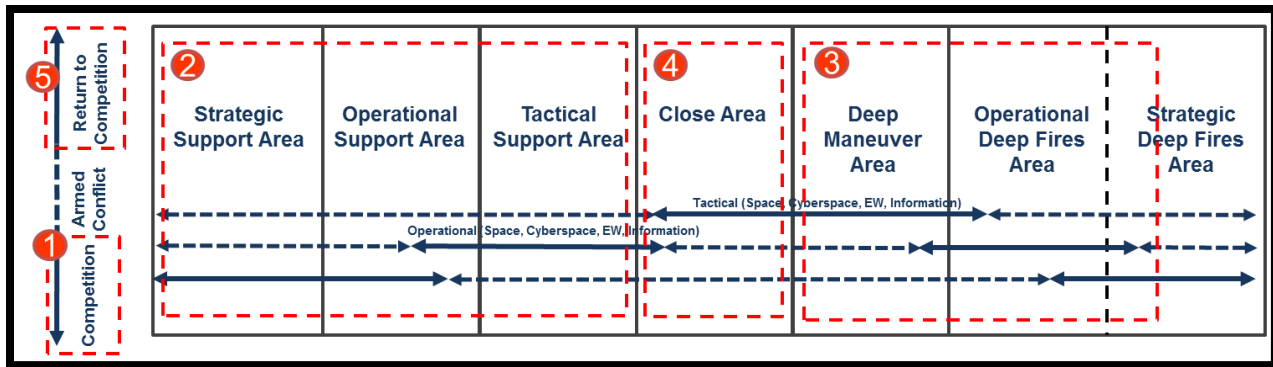 5
Return to
Competition
Armed
Conflict
1
Competition
2
Strategic
Support Area
Operational
Support Area
Tactical
Support Area
4
Close Area
3
Deep
Maneuver
Area
Operational
Deep Fires
Area
Strategic
Deep Fires
Area
Tactical (Space, Cyberspace, EW, Information)
Operational (Space, Cyberspace, EW, Information)